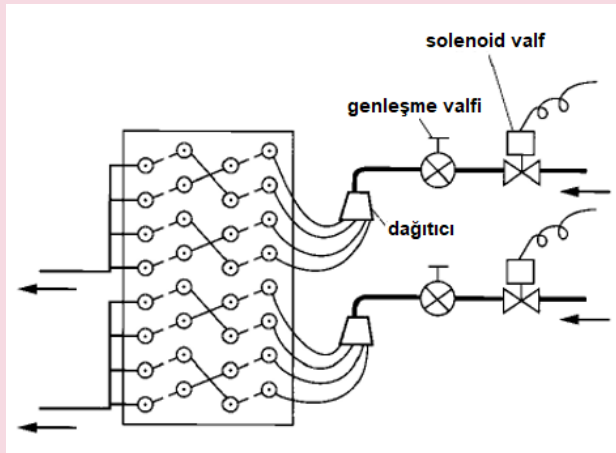 solenoid valf
genleşme valfi
dağıtıcı